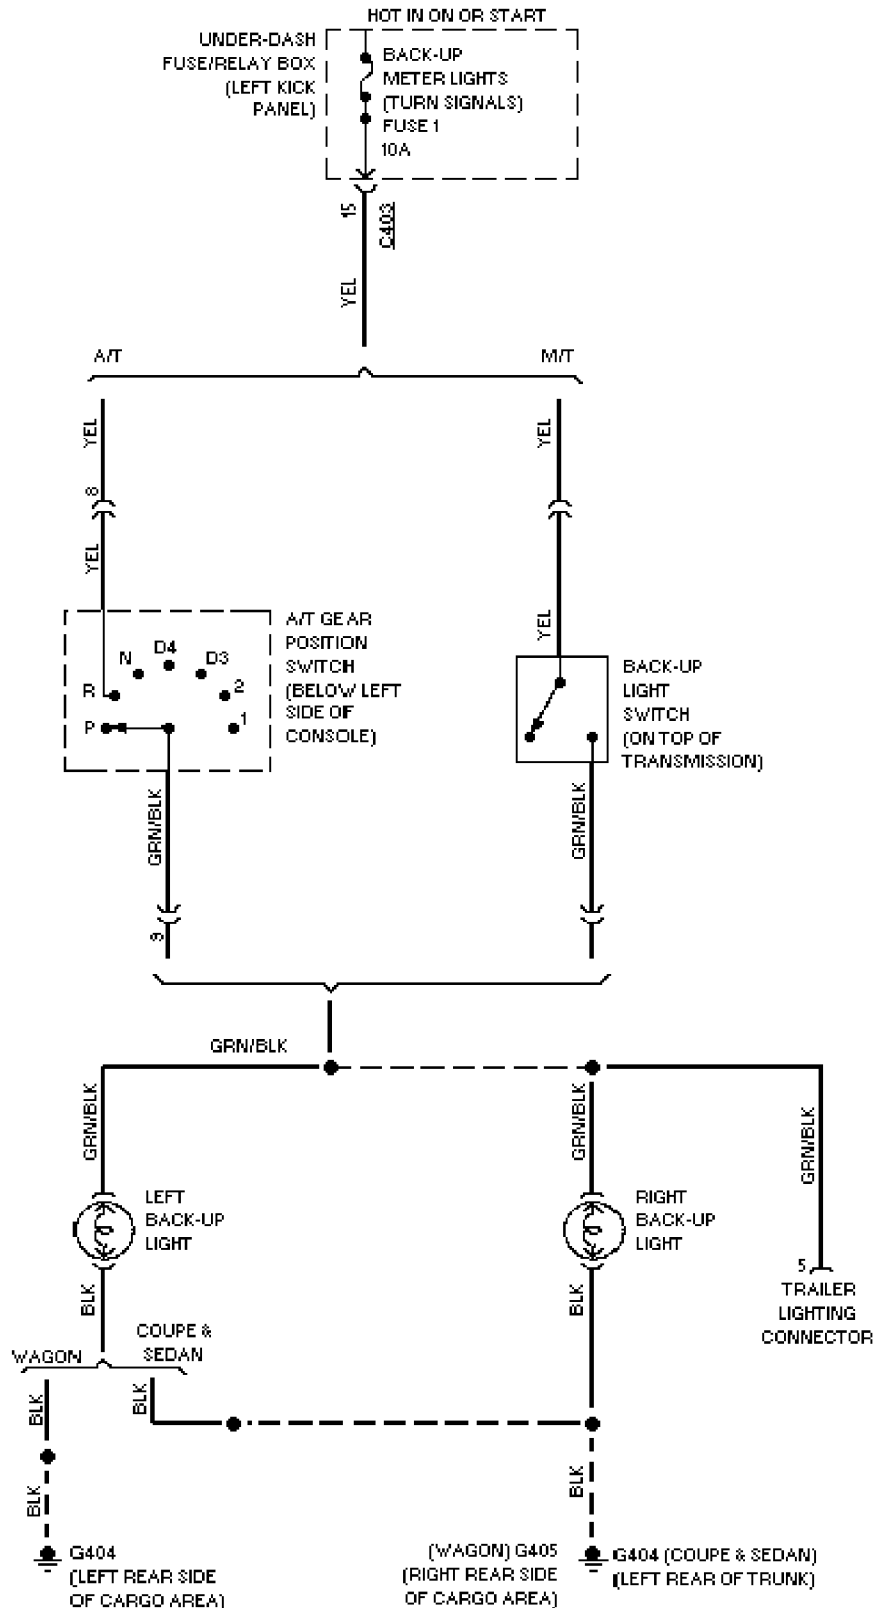 HOT IN ON OR START
UNDER-DASH
FUSE/RELAY BOX
(LEFT KICK
PANEL)
BACK-UP
METER LIGHTS
(TURN SIGNALS)
FUSE 1
10A
15
C403
YEL
A/T
M/T
YEL
YEL
8
YEL
YEL
A/T GEAR
POSITION
SWITCH
(BELOW LEFT
SIDE OF
CONSOLE)
P
R
N
D4
D3
2
1
BACK-UP
LIGHT
SWITCH
(ON TOP OF
TRANSMISSION)
GRN/BLK
GRN/BLK
9
GRN/BLK
GRN/BLK
GRN/BLK
GRN/BLK
LEFT
BACK-UP
LIGHT
RIGHT
BACK-UP
LIGHT
5
TRAILER
LIGHTING
CONNECTOR
BLK
BLK
WAGON
COUPE &
SEDAN
BLK
BLK
BLK
BLK
G404
(LEFT REAR SIDE
OF CARGO AREA)
(WAGON) G405
(RIGHT REAR SIDE
OF CARGO AREA)
G404 (COUPE & SEDAN)
(LEFT REAR OF TRUNK)